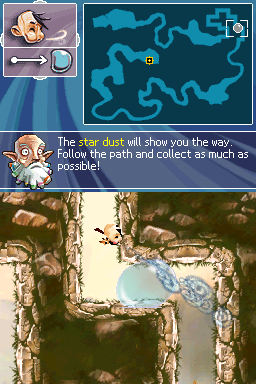 The star dust will show you the way.
Follow the path and collect as much as
possible!